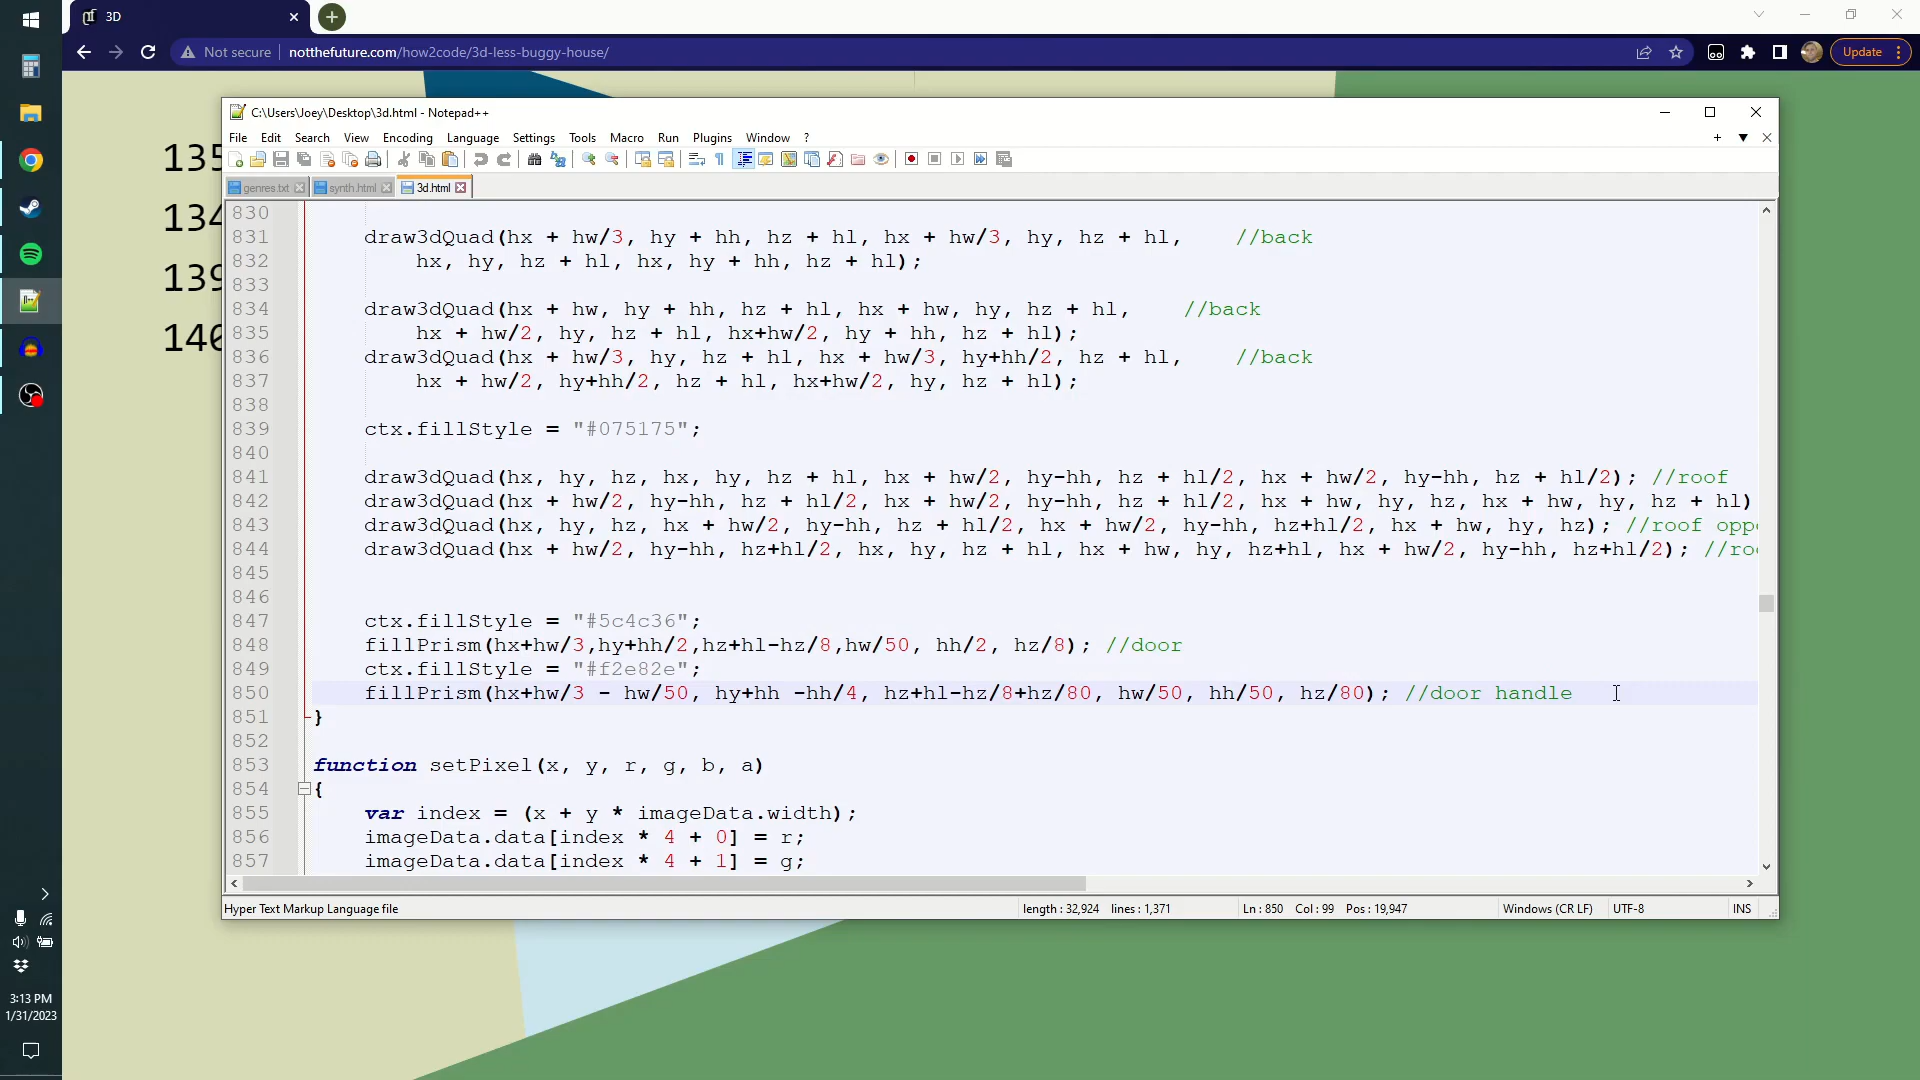 3D
Not secure notthefuture.com/how2code/3d-less-buggy-house/ Update
135
134
139
140
C:\Users\Joey\Desktop\3d.html - Notepad++
File Edit Search View Encoding Language Settings Tools Macro Run Plugins Window ?
genres.txt synth.html 3d.html
830
831 draw3dQuad(hx + hw/3, hy + hh, hz + hl, hx + hw/3, hy, hz + hl, //back
832 hx, hy, hz + hl, hx, hy + hh, hz + hl);
833
834 draw3dQuad(hx + hw, hy + hh, hz + hl, hx + hw, hy, hz + hl, //back
835 hx + hw/2, hy, hz + hl, hx+hw/2, hy + hh, hz + hl);
836 draw3dQuad(hx + hw/3, hy, hz + hl, hx + hw/3, hy+hh/2, hz + hl, //back
837 hx + hw/2, hy+hh/2, hz + hl, hx+hw/2, hy, hz + hl);
838
839 ctx.fillStyle = "#075175";
840
841 draw3dQuad(hx, hy, hz, hx, hy, hz + hl, hx + hw/2, hy-hh, hz + hl/2, hx + hw/2, hy-hh, hz + hl/2); //roof
842 draw3dQuad(hx + hw/2, hy-hh, hz + hl/2, hx + hw/2, hy-hh, hz + hl/2, hx + hw, hy, hz, hx + hw, hy, hz + hl)
843 draw3dQuad(hx, hy, hz, hx + hw/2, hy-hh, hz + hl/2, hx + hw/2, hy-hh, hz+hl/2, hx + hw, hy, hz); //roof oppo
844 draw3dQuad(hx + hw/2, hy-hh, hz+hl/2, hx, hy, hz + hl, hx + hw, hy, hz+hl, hx + hw/2, hy-hh, hz+hl/2); //roo
845
846
847 ctx.fillStyle = "#5c4c36";
848 fillPrism(hx+hw/3,hy+hh/2,hz+hl-hz/8,hw/50, hh/2, hz/8); //door
849 ctx.fillStyle = "#f2e82e";
850 fillPrism(hx+hw/3 - hw/50, hy+hh -hh/4, hz+hl-hz/8+hz/80, hw/50, hh/50, hz/80); //door handle
851 }
852
853 function setPixel(x, y, r, g, b, a)
854 {
855 var index = (x + y * imageData.width);
856 imageData.data[index * 4 + 0] = r;
857 imageData.data[index * 4 + 1] = g;
Hyper Text Markup Language file length : 32,924 lines : 1,371 Ln : 850 Col : 99 Pos : 19,947 Windows (CR LF) UTF-8 INS
3:13 PM
1/31/2023